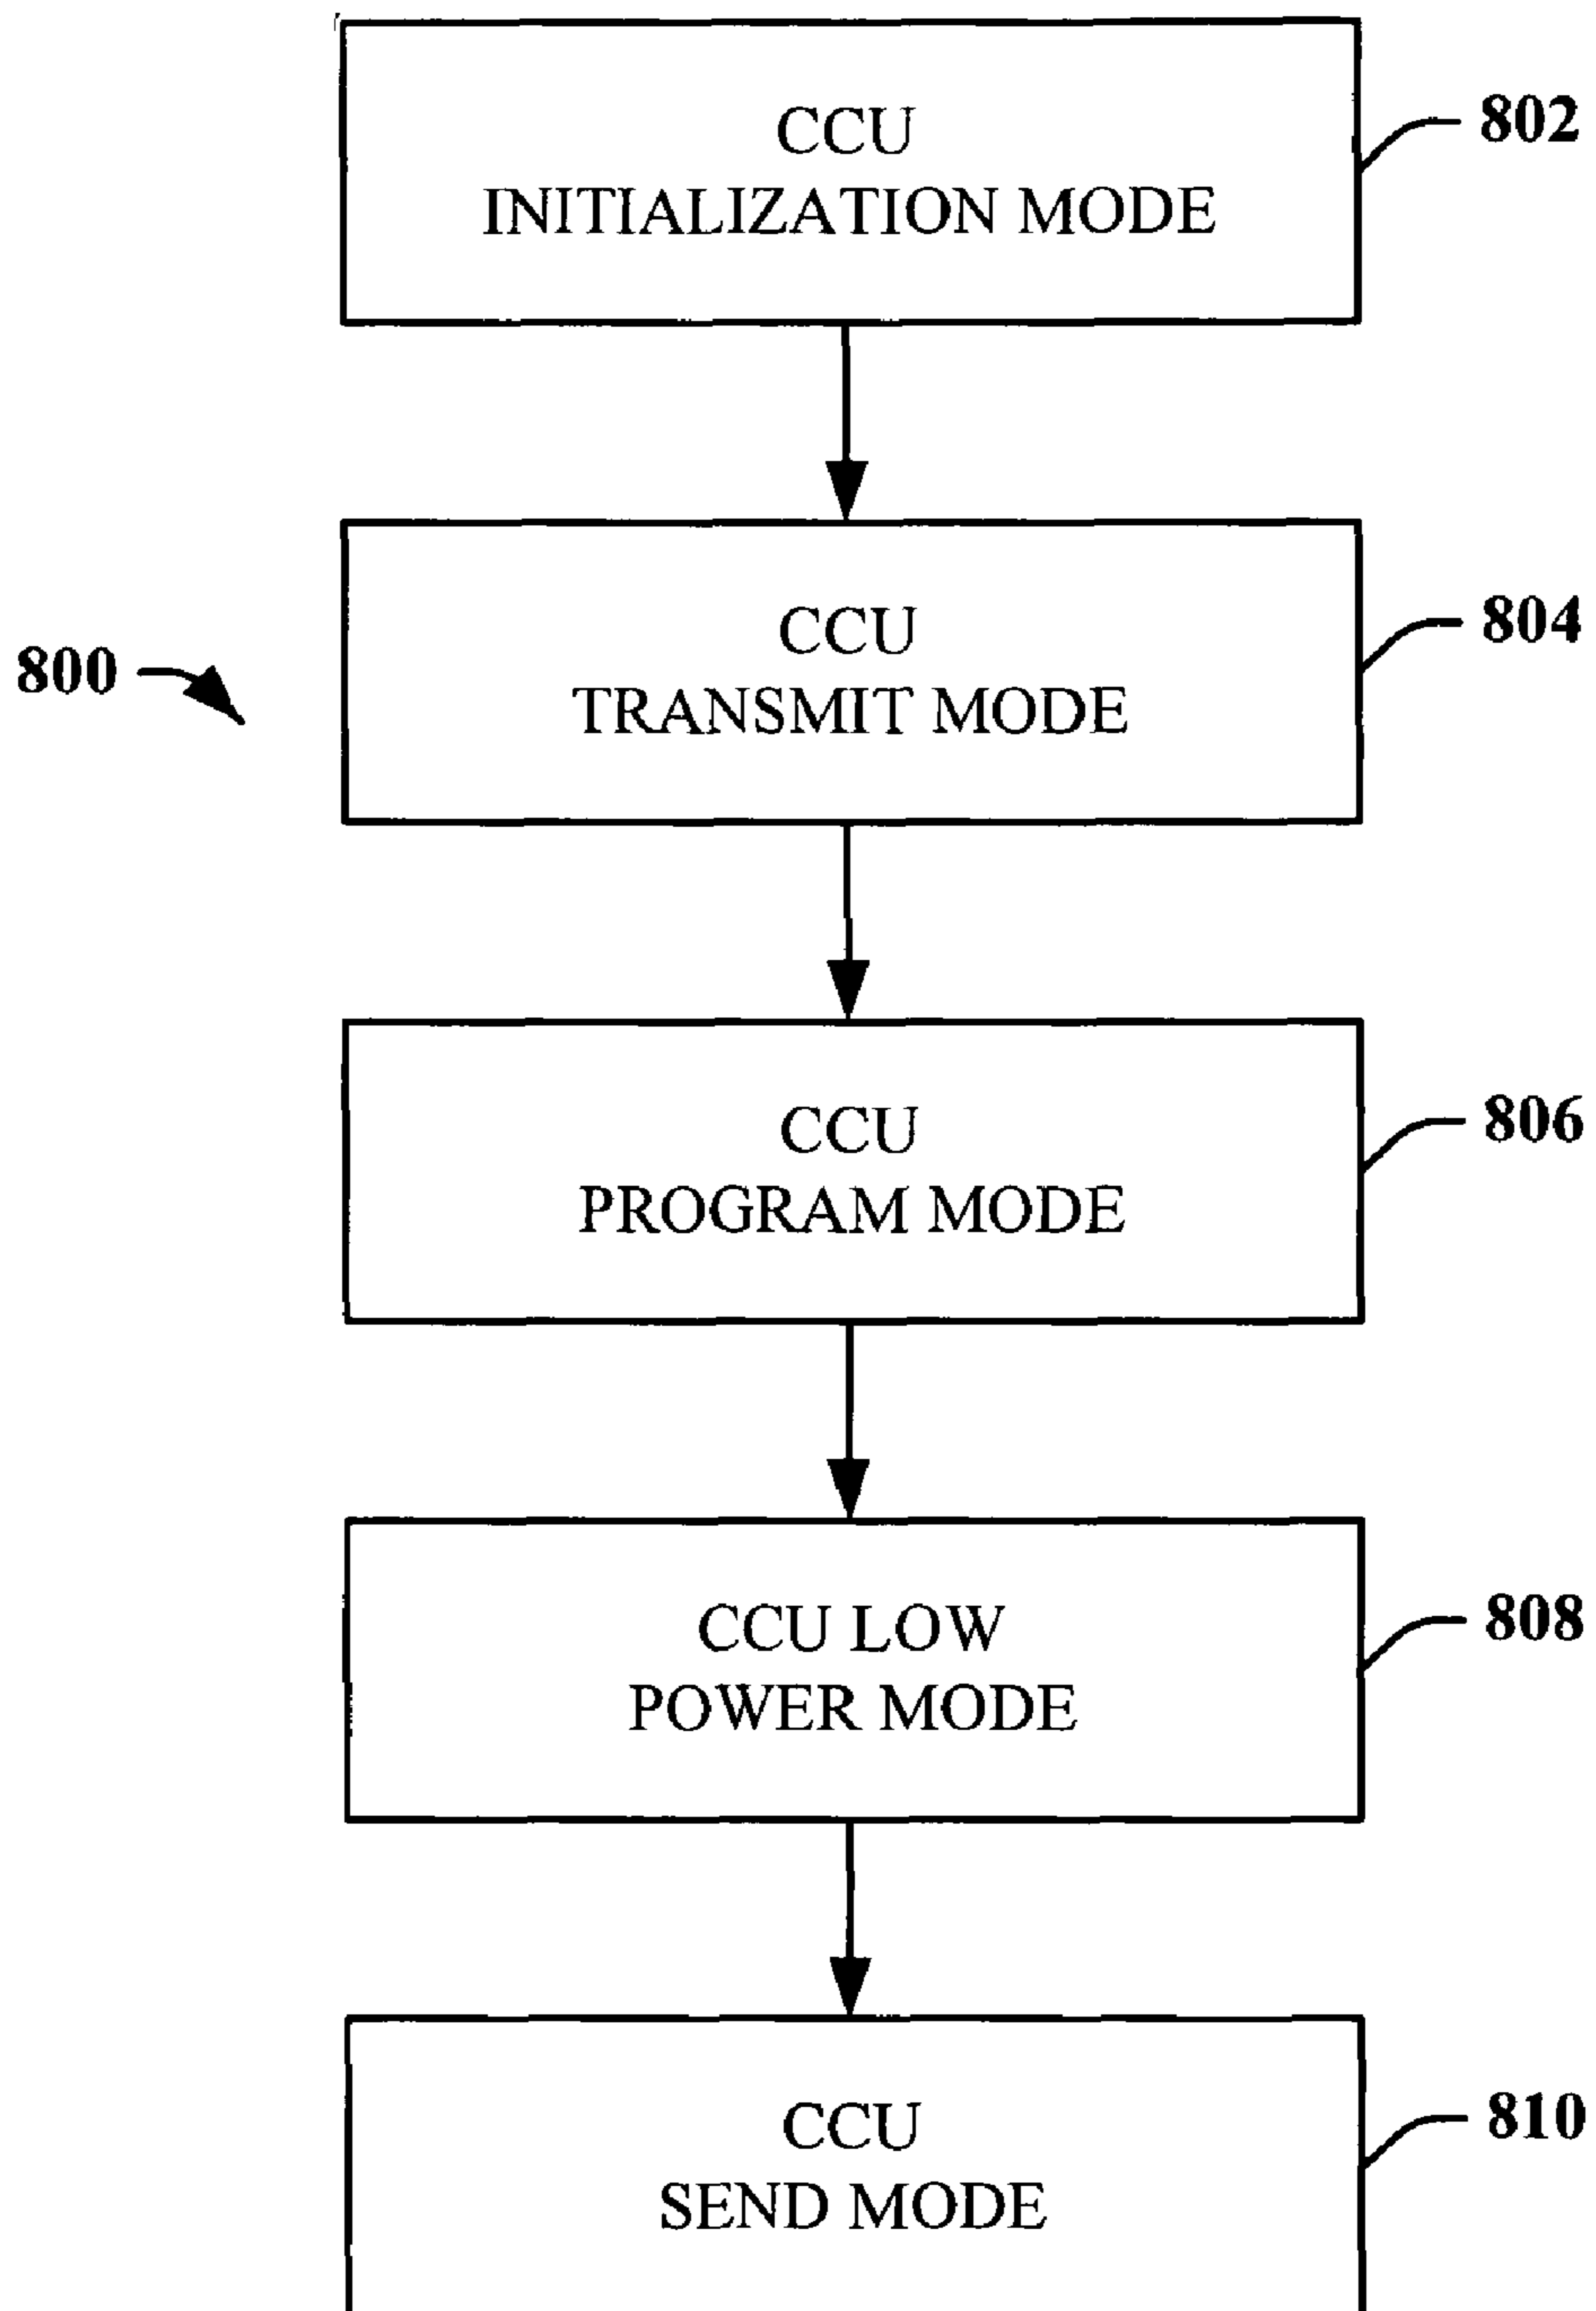 CCU
INITIALIZATION MODE
802
CCU
TRANSMIT MODE
804
800
CCU
PROGRAM MODE
806
CCU LOW
POWER MODE
808
CCU
SEND MODE
810